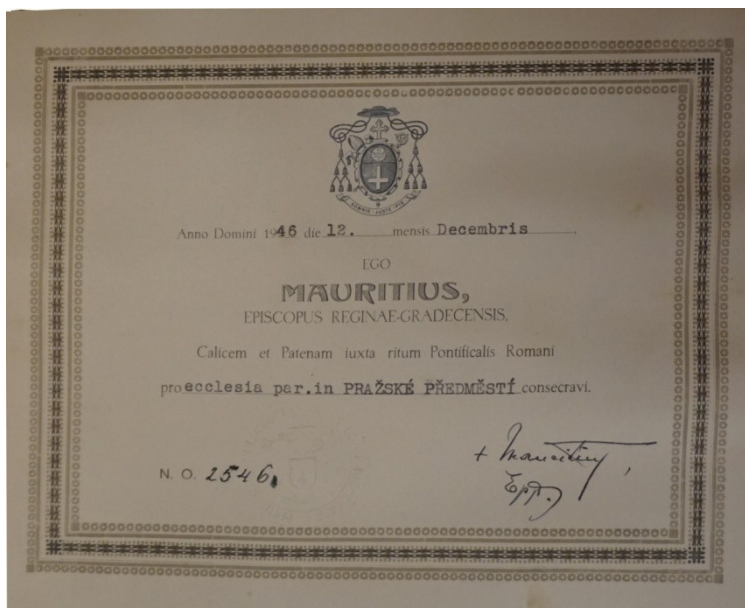 Anno Domini 1946 die 12. mensis Decembris.
EGO
MAURITIUS,
EPISCOPUS REGINAE-GRADECENSIS,
Calicem et Patenam iuxta ritum Pontificalis Romani
pro ecclesia par.in PRAŽSKÉ PŘEDMĚSTÍ consecravi.
+ Mauritius,
N. O. 2546.
Epp.